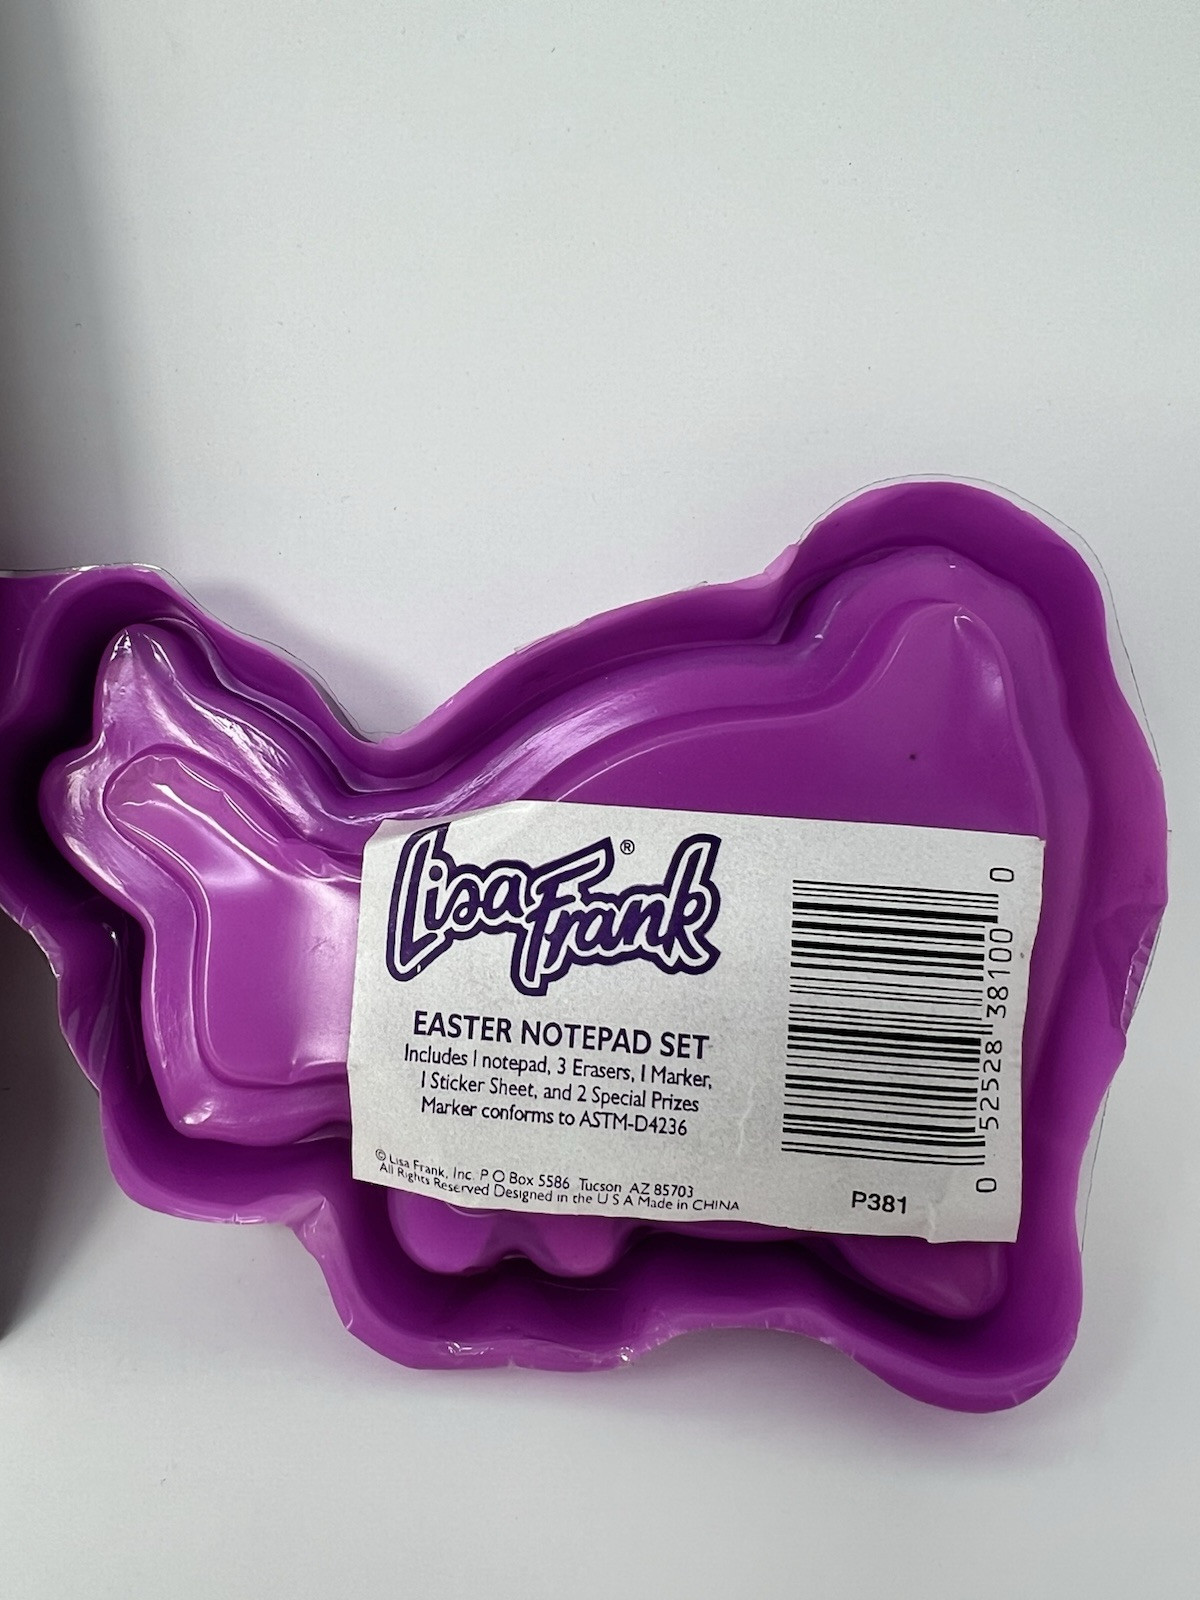 Lisa Frank®
EASTER NOTEPAD SET
Includes 1 notepad, 3 Erasers, 1 Marker,
1 Sticker Sheet, and 2 Special Prizes
Marker conforms to ASTM-D4236
© Lisa Frank, Inc. P O Box 5586 Tucson AZ 85703
All Rights Reserved Designed in the U S A Made in CHINA
0 52528 38100 0
P381